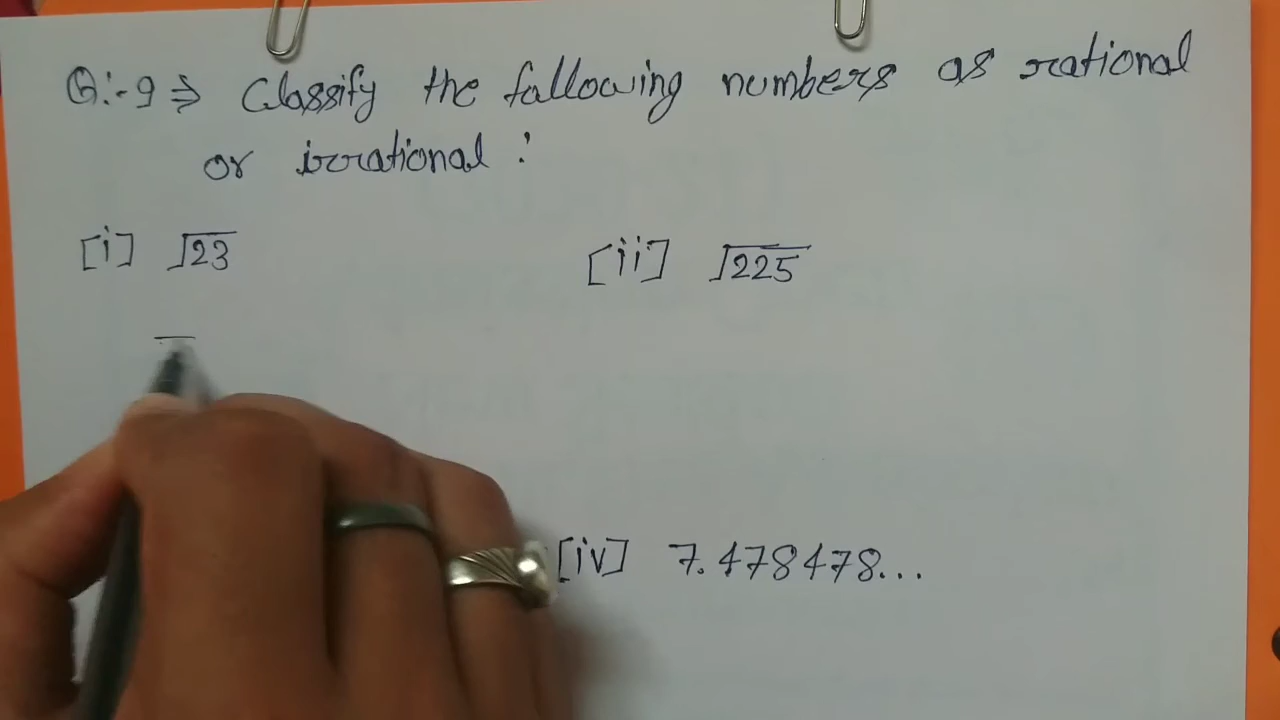 Q:-9 ⇒ Classify the following numbers as rational
or irrational :
[i] √23
[ii] √225
[iv] 7.478478...